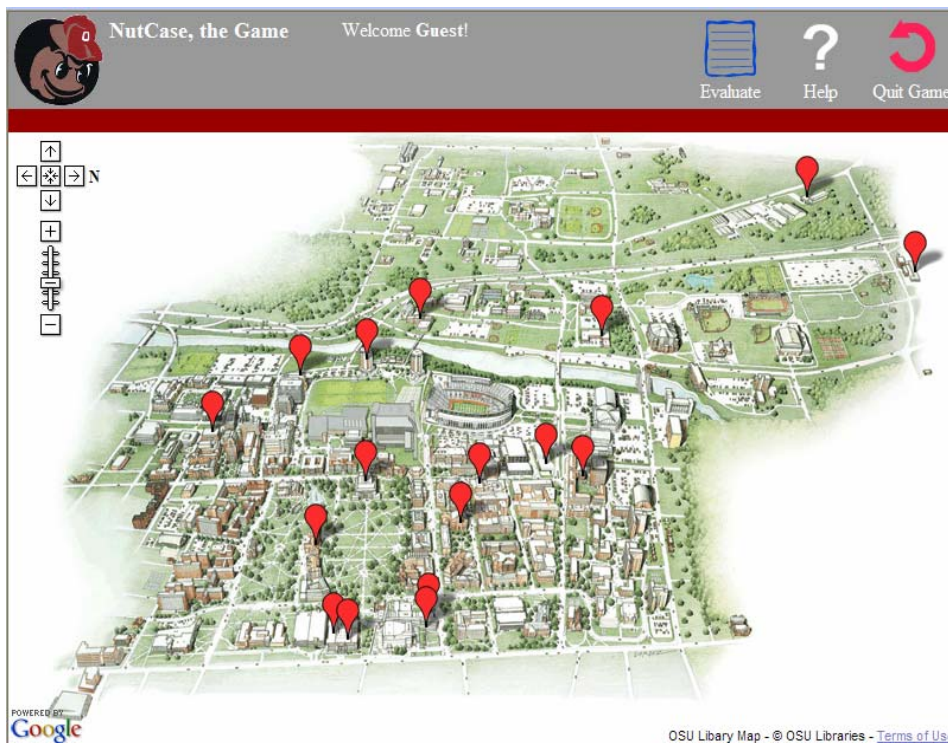 NutCase, the Game
Welcome Guest!
Evaluate
Help
Quit Game
N
POWERED BY
Google
OSU Libary Map - © OSU Libraries - Terms of Us